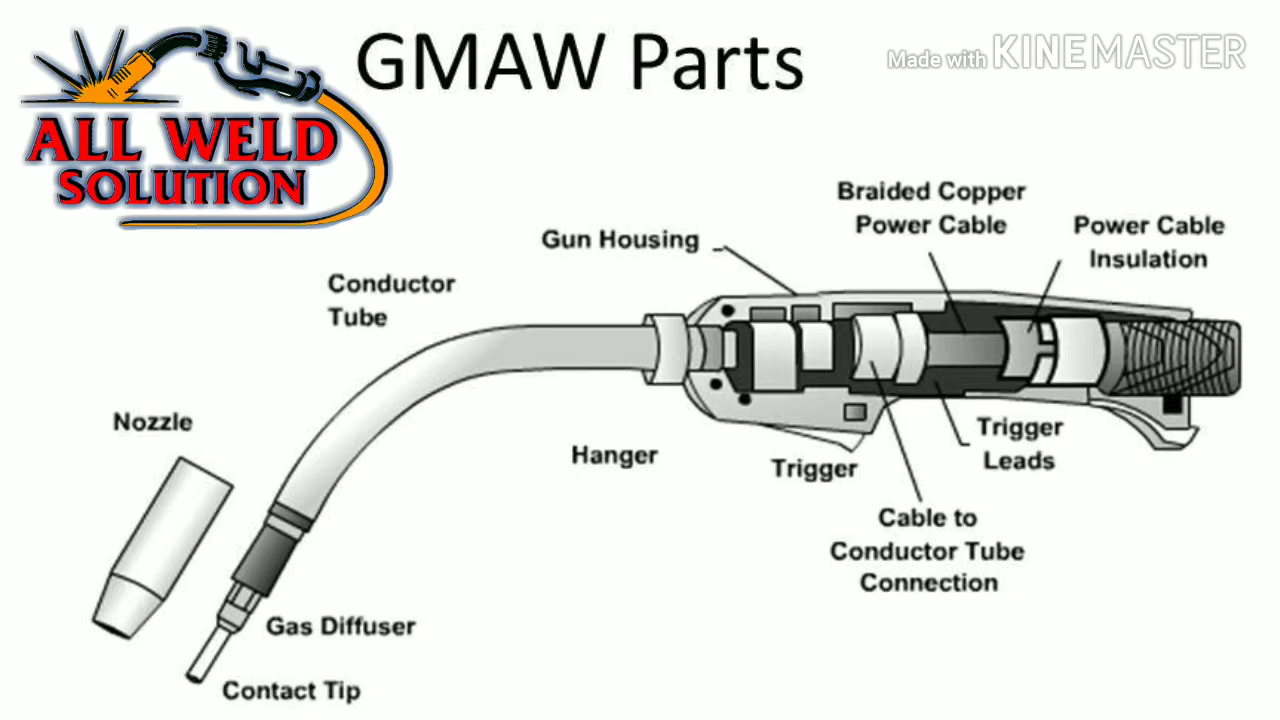 GMAW Parts
Made with KINEMASTER
ALL WELD
SOLUTION
Braided Copper
Power Cable
Power Cable
Insulation
Gun Housing
Conductor
Tube
Nozzle
Hanger
Trigger
Trigger
Leads
Cable to
Conductor Tube
Connection
Gas Diffuser
Contact Tip